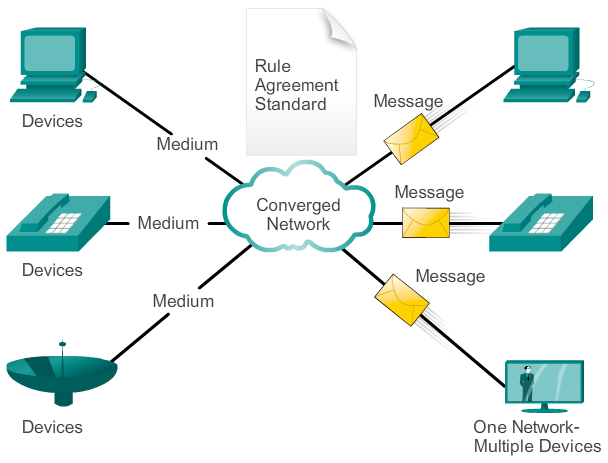 Rule
Agreement
Standard
Message
Devices
Medium
Message
Converged
Network
Medium
Devices
Message
Medium
Devices
One Network-
Multiple Devices